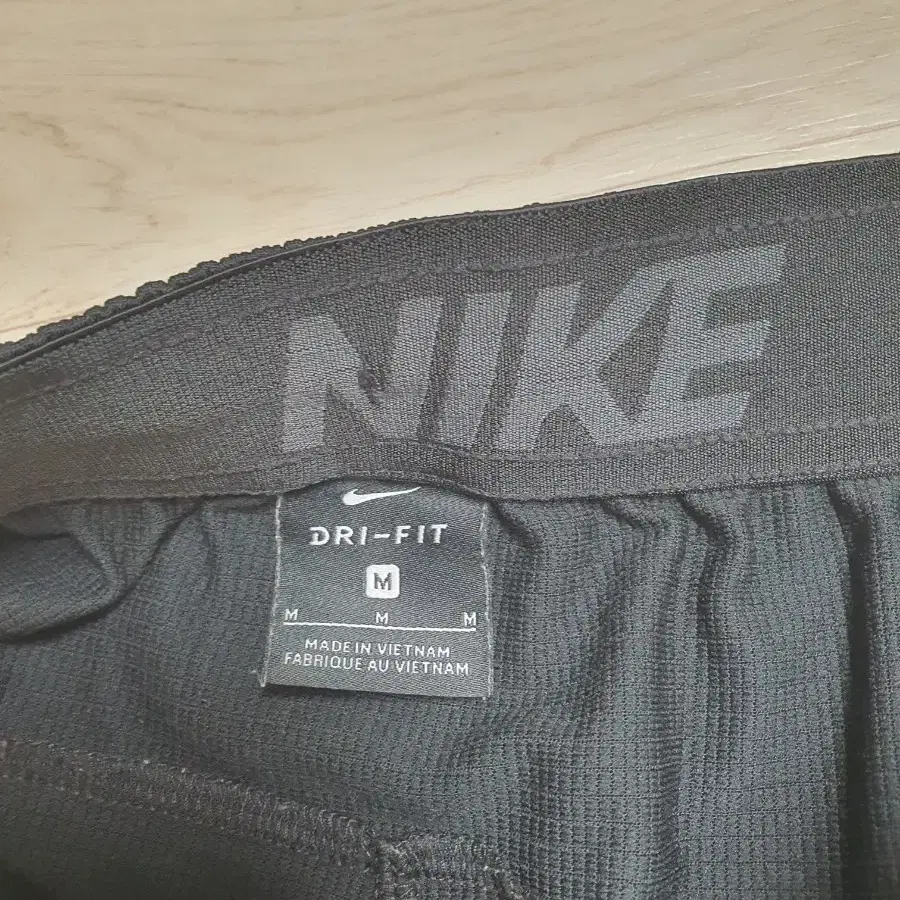 NIKE
DRI-FIT
M
M M M
MADE IN VIETNAM
FABRIQUE AU VIETNAM